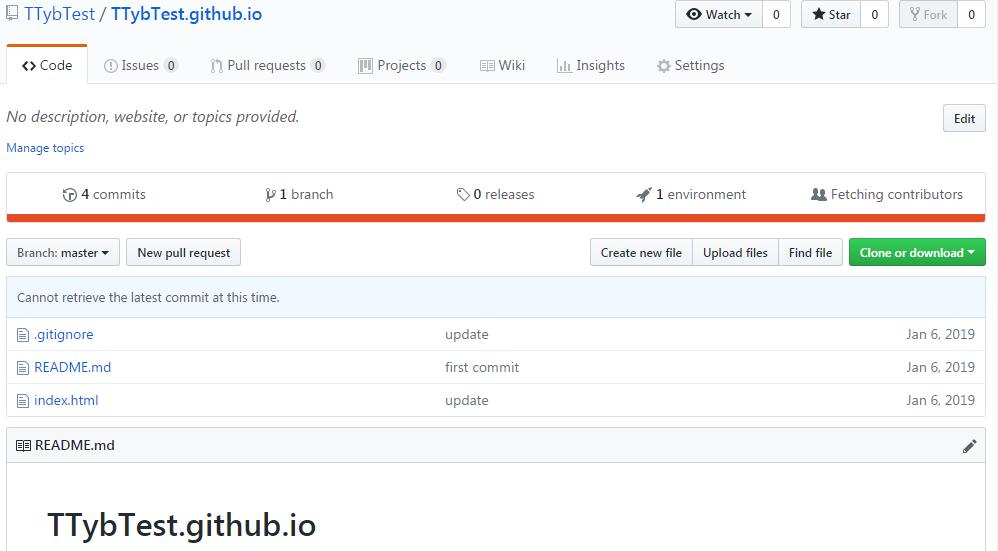 TTybTest / TTybTest.github.io Watch 0 Star 0 Fork 0
Code Issues 0 Pull requests 0 Projects 0 Wiki Insights Settings
No description, website, or topics provided. Edit
Manage topics
4 commits 1 branch 0 releases 1 environment Fetching contributors
Branch: master New pull request Create new file Upload files Find file Clone or download
Cannot retrieve the latest commit at this time.
.gitignore update Jan 6, 2019
README.md first commit Jan 6, 2019
index.html update Jan 6, 2019
README.md
TTybTest.github.io